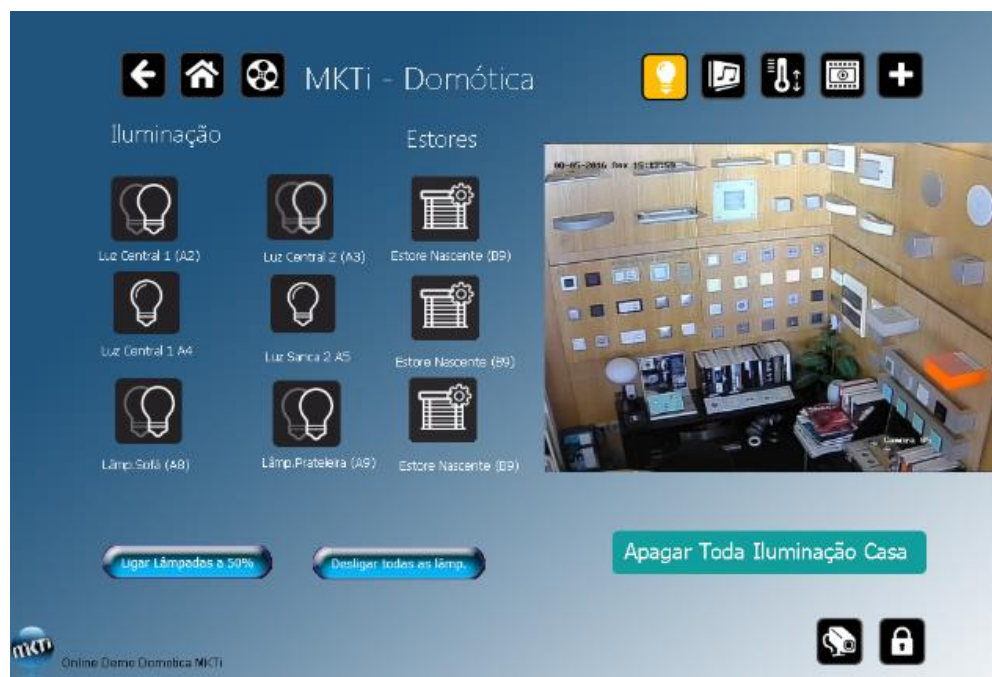 MKTi - Domótica
Iluminação
Estores
Luz Central 1 (A2)
Luz Central 2 (A3)
Estore Nascente (B9)
Luz Central 1 A4
Luz Sanca 2 A5
Estore Nascente (B9)
Lâmp.Sofá (A8)
Lâmp.Prateleira (A9)
Estore Nascente (B9)
Ligar Lâmpadas a 50%
Desligar todas as lâmp.
Apagar Toda Iluminação Casa
MKTi
Online Demo Domotica MKTi